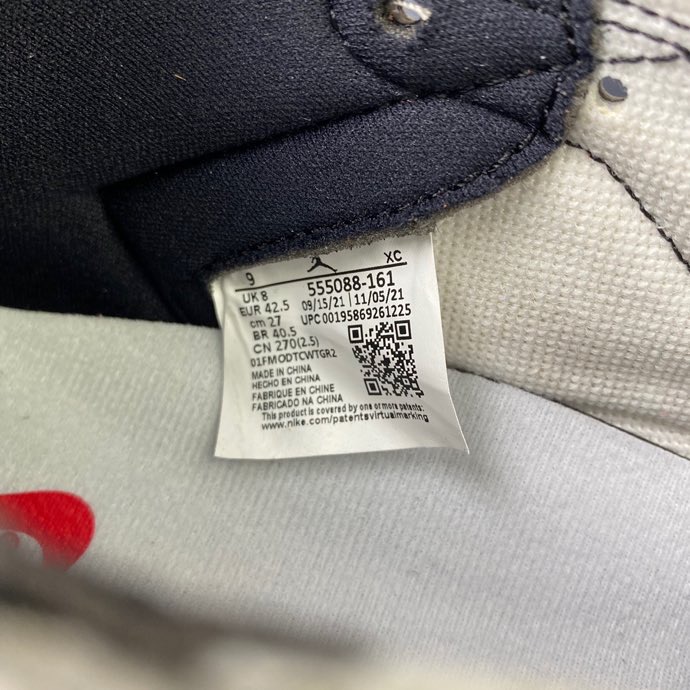 9 XC
UK 8 555088-161
EUR 42.5 09/15/21 11/05/21
cm 27 UPC00195869261225
BR 40.5
CN 270(2.5)
01FMODTCWTGR2
MADE IN CHINA
HECHO EN CHINA
FABRIQUE EN CHINE
FABRICADO NA CHINA
This product is covered by one or more patents:
www.nike.com/patentsvirtualmarking